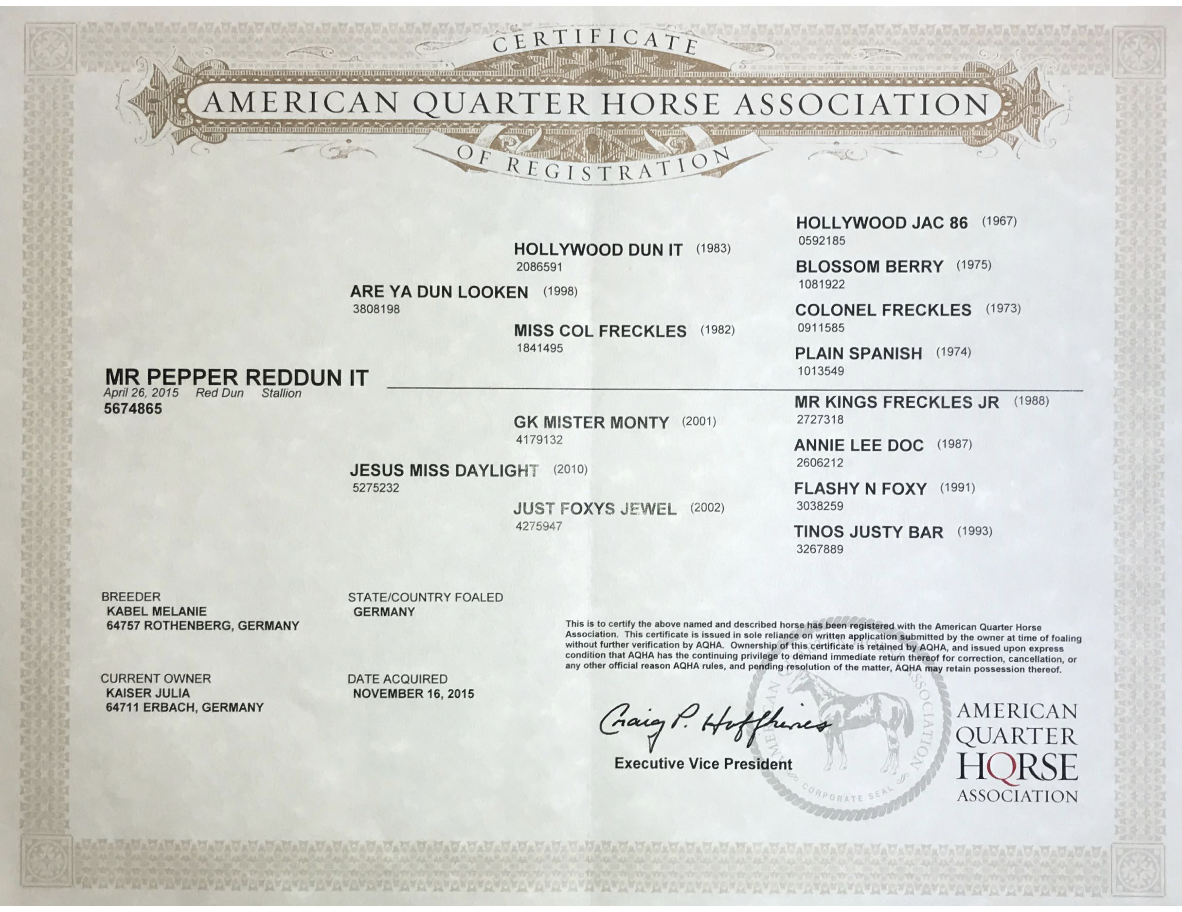 CERTIFICATE
AMERICAN QUARTER HORSE ASSOCIATION
OF REGISTRATION
HOLLYWOOD JAC 86 (1967)
0592185
HOLLYWOOD DUN IT (1983)
2086591
BLOSSOM BERRY (1975)
1081922
ARE YA DUN LOOKEN (1998)
3808198
COLONEL FRECKLES (1973)
0911585
MISS COL FRECKLES (1982)
1841495
PLAIN SPANISH (1974)
1013549
MR PEPPER REDDUN IT
April 26, 2015 Red Dun Stallion
5674865
MR KINGS FRECKLES JR (1988)
2727318
GK MISTER MONTY (2001)
4179132
ANNIE LEE DOC (1987)
2606212
JESUS MISS DAYLIGHT (2010)
5275232
FLASHY N FOXY (1991)
3038259
JUST FOXYS JEWEL (2002)
4275947
TINOS JUSTY BAR (1993)
3267889
BREEDER
KABEL MELANIE
64757 ROTHENBERG, GERMANY
STATE/COUNTRY FOALED
GERMANY
CURRENT OWNER
KAISER JULIA
64711 ERBACH, GERMANY
DATE ACQUIRED
NOVEMBER 16, 2015
This is to certify the above named and described horse has been registered with the American Quarter Horse
Association. This certificate is issued in sole reliance on written application submitted by the owner at time of foaling
without further verification by AQHA. Ownership of this certificate is retained by AQHA, and issued upon express
condition that AQHA has the continuing privilege to demand immediate return thereof for correction, cancellation, or
any other official reason AQHA rules, and pending resolution of the matter, AQHA may retain possession thereof.
Craig P. Huffhines
Executive Vice President
CORPORATE SEAL
AMERICAN
QUARTER
HORSE
ASSOCIATION